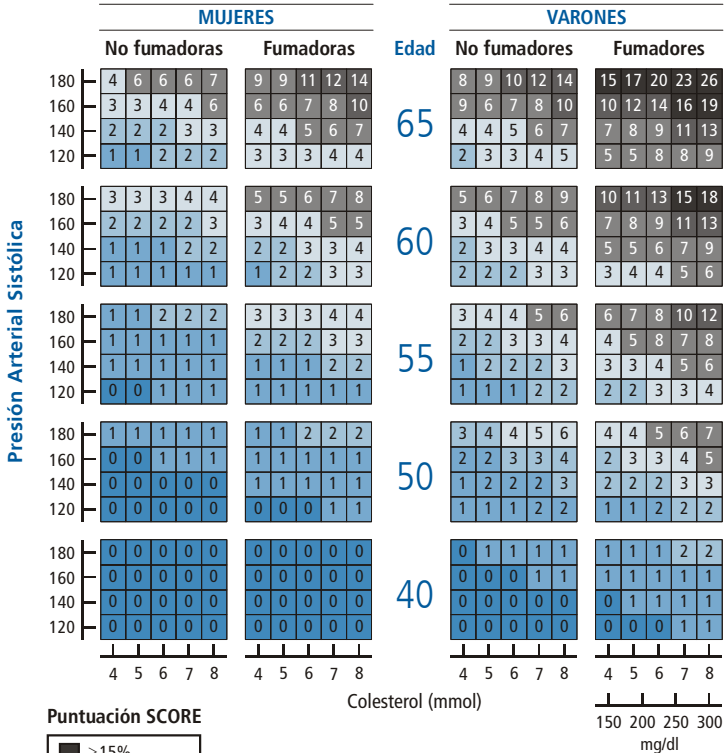 MUJERES VARONES
No fumadoras Fumadoras Edad No fumadores Fumadores
Presión Arterial Sistólica
65
180 4 6 6 6 7 9 9 11 12 14 8 9 10 12 14 15 17 20 23 26
160 3 3 4 4 6 6 6 7 8 10 9 6 7 8 10 10 12 14 16 19
140 2 2 2 3 3 4 4 5 6 7 4 4 5 6 7 7 8 9 11 13
120 1 1 2 2 2 3 3 3 4 4 2 3 3 4 5 5 5 8 8 9
60
180 3 3 3 4 4 5 5 6 7 8 5 6 7 8 9 10 11 13 15 18
160 2 2 2 2 3 3 4 4 5 5 3 4 5 5 6 7 8 9 11 13
140 1 1 1 2 2 2 2 3 3 4 2 3 3 4 4 5 5 6 7 9
120 1 1 1 1 1 1 2 2 3 3 2 2 2 3 3 3 4 4 5 6
55
180 1 1 2 2 2 3 3 3 4 4 3 4 4 5 6 6 7 8 10 12
160 1 1 1 1 1 2 2 2 3 3 2 2 3 3 4 4 5 8 7 8
140 1 1 1 1 1 1 1 1 2 2 1 2 2 2 3 3 3 4 5 6
120 0 0 1 1 1 1 1 1 1 1 1 1 1 2 2 2 2 3 3 4
50
180 1 1 1 1 1 1 1 2 2 2 3 4 4 5 6 4 4 5 6 7
160 0 0 1 1 1 1 1 1 1 1 2 2 3 3 4 2 3 3 4 5
140 0 0 0 0 0 1 1 1 1 1 1 2 2 2 3 2 2 2 3 3
120 0 0 0 0 0 0 0 0 1 1 1 1 1 2 2 1 1 2 2 2
40
180 0 0 0 0 0 0 0 0 0 0 0 1 1 1 1 1 1 1 2 2
160 0 0 0 0 0 0 0 0 0 0 0 0 0 1 1 1 1 1 1 1
140 0 0 0 0 0 0 0 0 0 0 0 0 0 0 0 0 1 1 1 1
120 0 0 0 0 0 0 0 0 0 0 0 0 0 0 0 0 0 0 1 1
4 5 6 7 8 4 5 6 7 8 4 5 6 7 8 4 5 6 7 8
Colesterol (mmol)
150 200 250 300
mg/dl
Puntuación SCORE